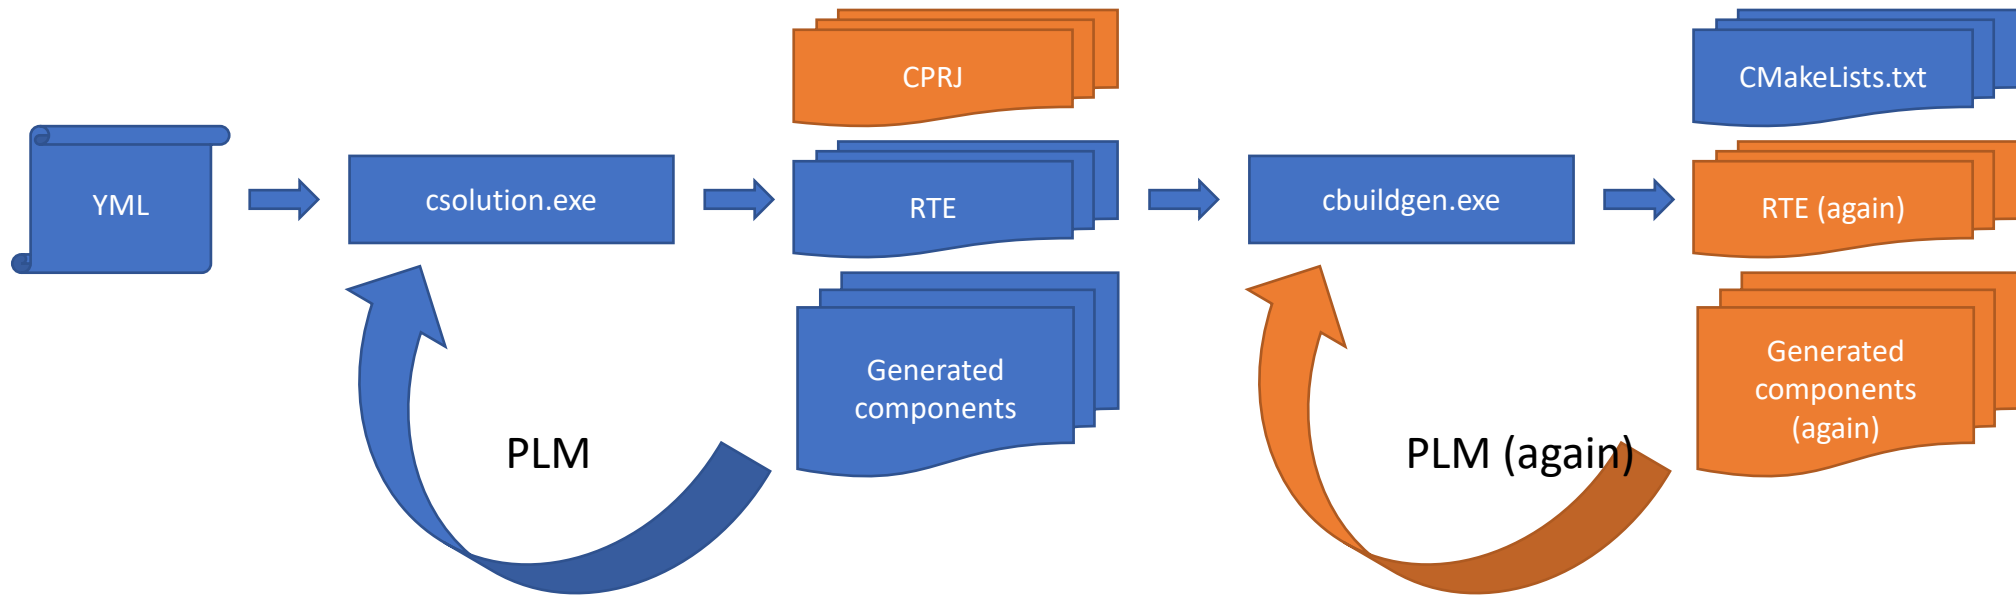 YML
csolution.exe
CPRJ
RTE
Generated
components
PLM
cbuildgen.exe
CMakeLists.txt
RTE (again)
Generated
components
(again)
PLM (again)